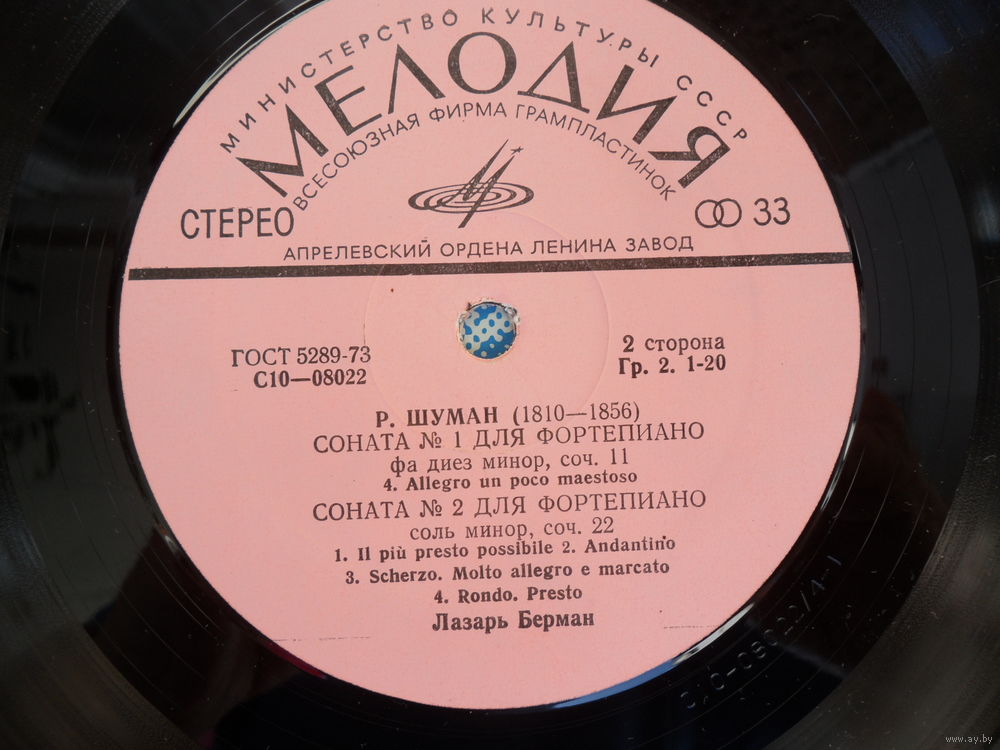 МИНИСТЕРСТВО КУЛЬТУРЫ СССР
МЕЛОДИЯ
ВСЕСОЮЗНАЯ ФИРМА ГРАМПЛАСТИНОК
СТЕРЕО
33
АПРЕЛЕВСКИЙ ОРДЕНА ЛЕНИНА ЗАВОД
ГОСТ 5289-73
С10—08022
2 сторона
Гр. 2. 1-20
Р. ШУМАН (1810—1856)
СОНАТА № 1 ДЛЯ ФОРТЕПИАНО
фа диез минор, соч. 11
4. Allegro un poco maestoso
СОНАТА № 2 ДЛЯ ФОРТЕПИАНО
соль минор, соч. 22
1. Il più presto possibile 2. Andantino
3. Scherzo. Molto allegro e marcato
4. Rondo. Presto
Лазарь Берман
www.ay.by